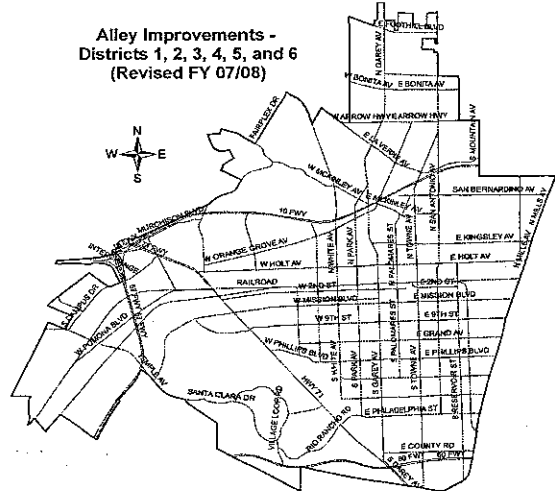 Alley Improvements -
Districts 1, 2, 3, 4, 5, and 6
(Revised FY 07/08)
N
W E
S
E FOOTHILL BLVD
N GAREY AV
W BONITA AV
E BONITA AV
ARROW HWY
E ARROW HWY
FAIRPLEX DR
E LA VERNE AV
S MOUNTAIN AV
W MCKINLEY AV
E MCKINLEY AV
SAN BERNARDINO AV
N SAN ANTONIO AV
N MILLS AV
N TOWNE AV
N PALOMARES ST
N PARK AV
N WHITE AV
MURCHISON BLVD
10 FWY
W ORANGE GROVE AV
E KINGSLEY AV
W HOLT AV
E HOLT AV
RAILROAD
W 2ND ST
E 2ND ST
W MISSION BLVD
E MISSION BLVD
W 9TH ST
E 9TH ST
E GRAND AV
W PHILLIPS BLVD
E PHILLIPS BLVD
S CAMPUS DR
W POMONA BLVD
TEMPLE AV
HWY 71
S WHITE AV
S PARK AV
S GAREY AV
S PALOMARES ST
S TOWNE AV
S RESERVOIR ST
SANTA CLARA DR
VILLAGE LOOP RD
RIO RANCHO RD
E PHILADELPHIA ST
E COUNTY RD
60 FWY
60 FWY
S GAREY AV